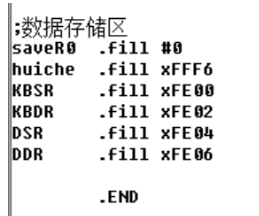 ;数据存储区
saveR0 .fill #0
huiche .fill xFFF6
KBSR .fill xFE00
KBDR .fill xFE02
DSR .fill xFE04
DDR .fill xFE06
.END